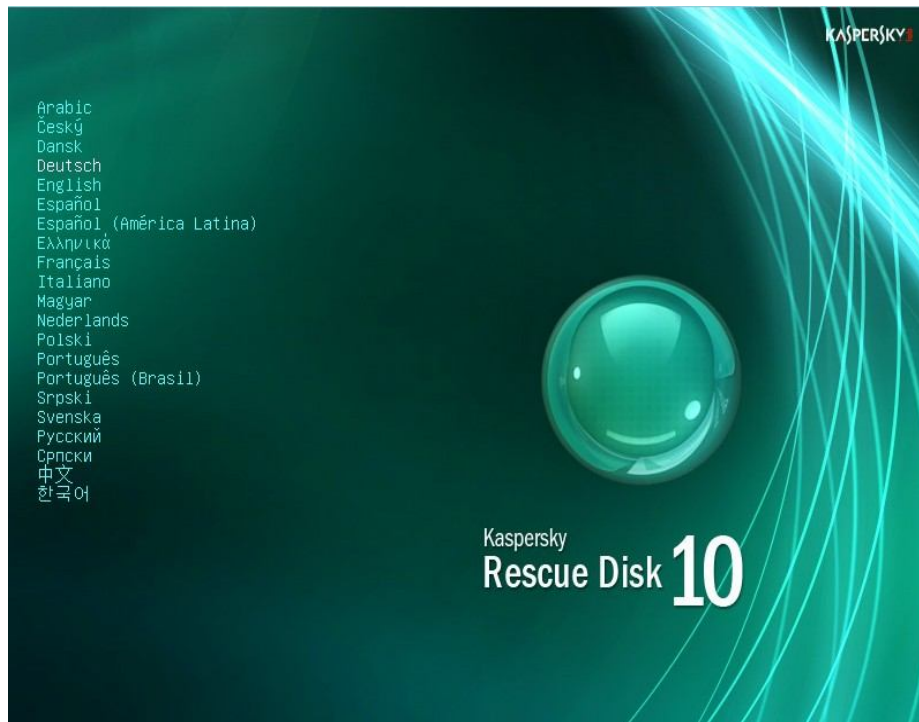 KASPERSKY
Arabic
Český
Dansk
Deutsch
English
Español
Español (América Latina)
Ελληνικά
Français
Italiano
Magyar
Nederlands
Polski
Português
Português (Brasil)
Srpski
Svenska
Русский
Српски
中文
한국어
Kaspersky
Rescue Disk 10